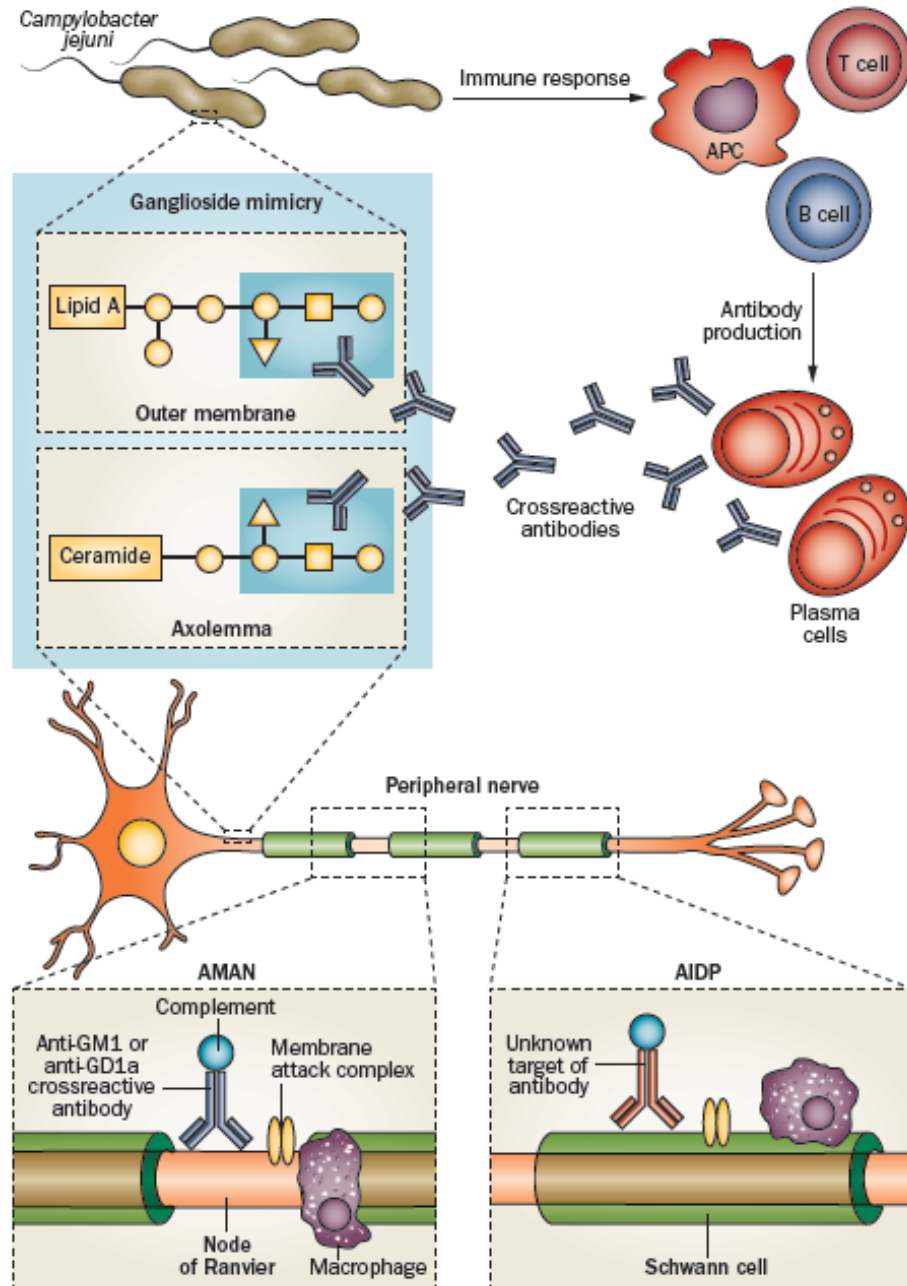 Campylobacter
jejuni
Immune response
T cell
APC
B cell
Ganglioside mimicry
Lipid A
Outer membrane
Antibody
production
Crossreactive
antibodies
Ceramide
Axolemma
Plasma
cells
Peripheral nerve
AMAN
Complement
Anti-GM1 or
anti-GD1a
crossreactive
antibody
Membrane
attack complex
Node
of Ranvier
Macrophage
AIDP
Unknown
target of
antibody
Schwann cell